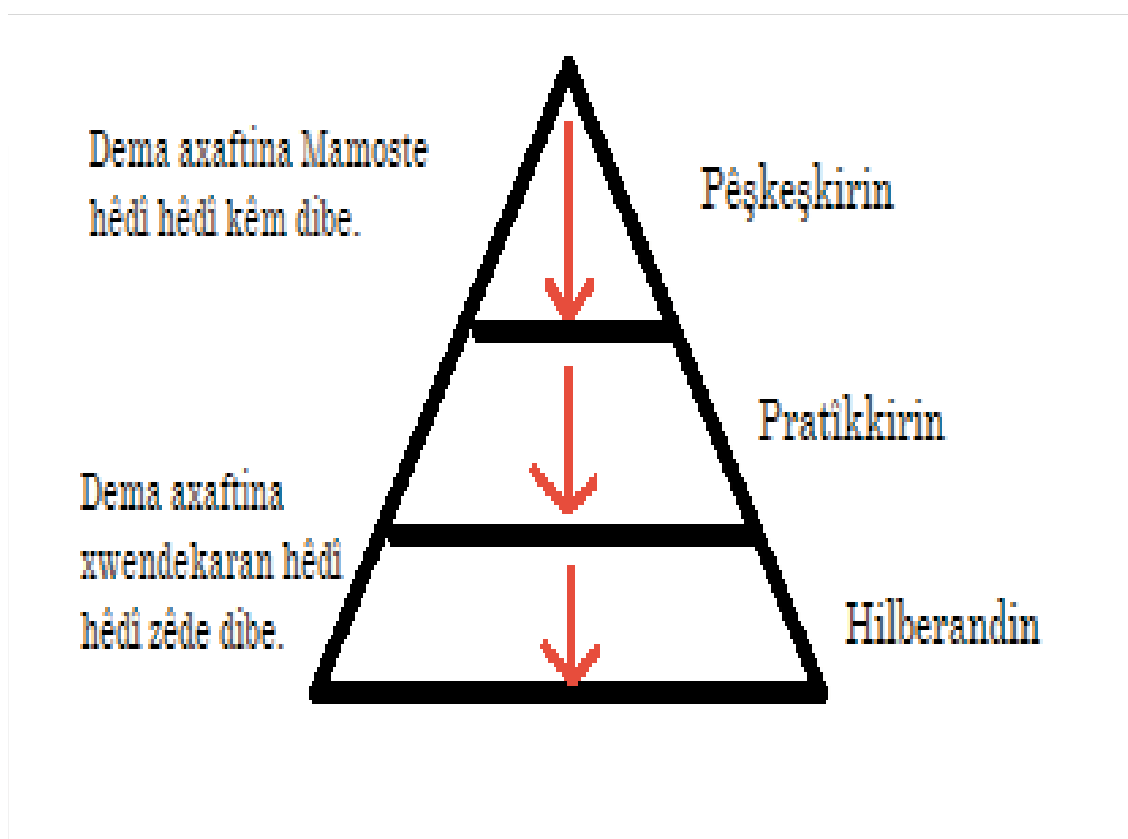 Dema axaftina Mamoste
hêdî hêdî kêm dibe.
Pêşkeşkirin
Pratîkkirin
Dema axaftina
xwendekaran hêdî
hêdî zêde dibe.
Hilberandin